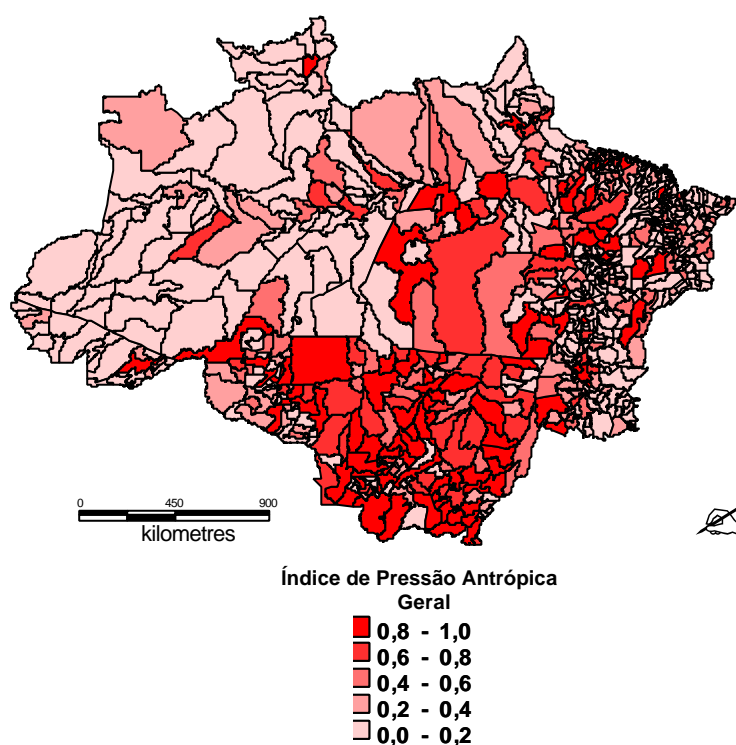 0 450 900
kilometres
Índice de Pressão Antrópica
Geral
0,8 - 1,0
0,6 - 0,8
0,4 - 0,6
0,2 - 0,4
0,0 - 0,2